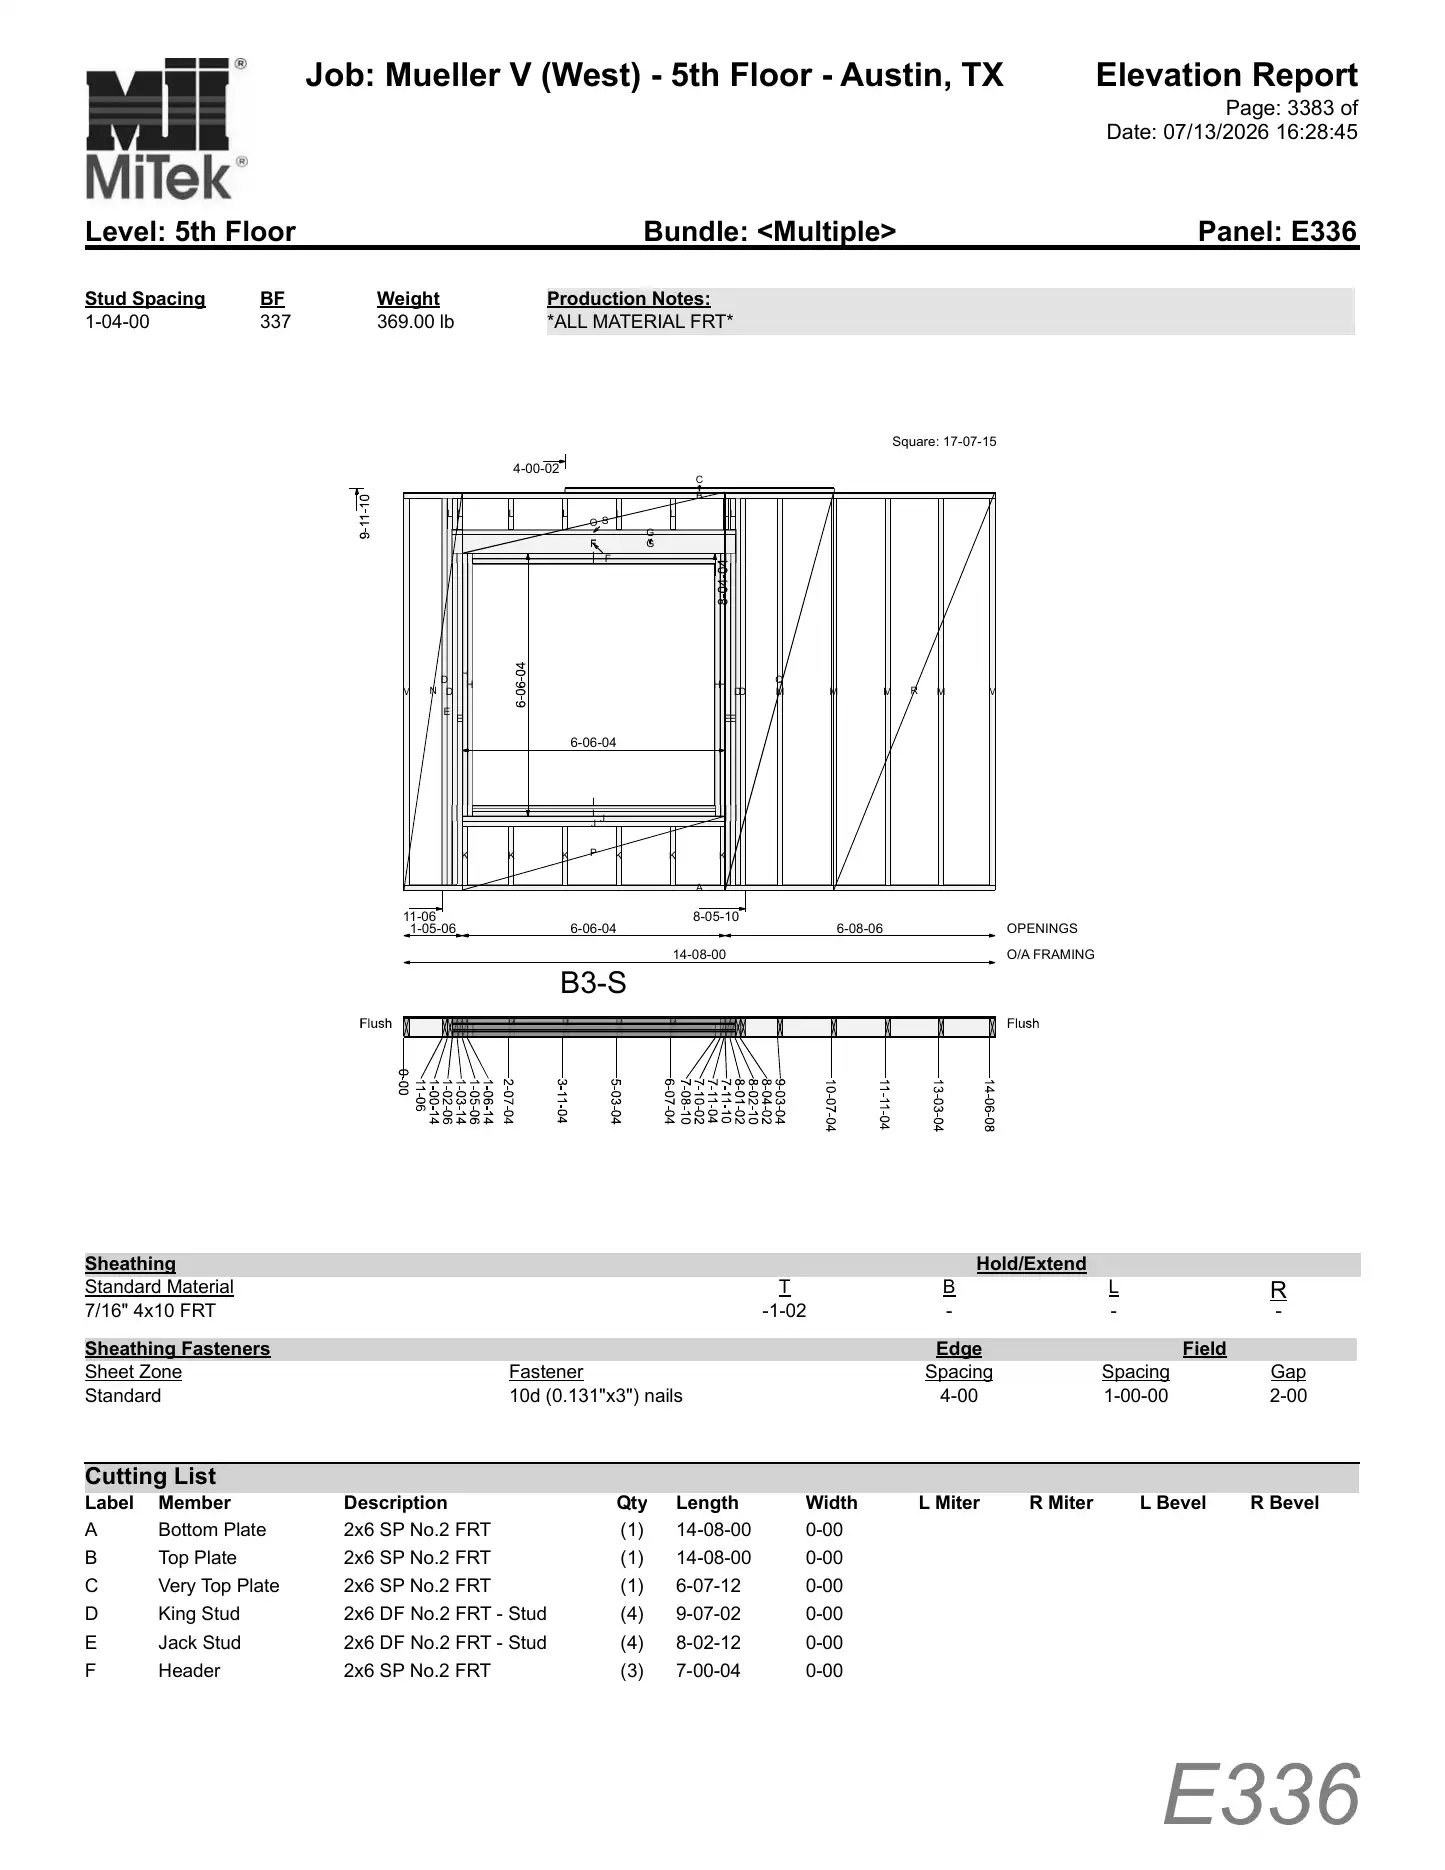 MiTek®
Job: Mueller V (West) - 5th Floor - Austin, TX
Elevation Report
Page: 3383 of
Date: 07/13/2026 16:28:45
Level: 5th Floor Bundle: <Multiple> Panel: E336
Stud Spacing BF Weight Production Notes:
1-04-00 337 369.00 lb *ALL MATERIAL FRT*
Square: 17-07-15
4-00-02
C
B
9-11-10
L L L L L L L
O S
G
F G
F
8-04-04
6-06-04
D H O
V N D H H D D M M M R M V
E E E E
6-06-04
I
J
J
K K K P K K K
A
11-06 8-05-10
1-05-06 6-06-04 6-08-06 OPENINGS
14-08-00 O/A FRAMING
B3-S
Flush Flush
0-00
11-06
1-00-14
1-02-06
1-03-14
1-05-06
1-06-14
2-07-04
3-11-04
5-03-04
6-07-04
7-08-10
7-10-02
7-11-04
7-11-10
8-01-02
8-02-10
8-04-02
9-03-04
10-07-04
11-11-04
13-03-04
14-06-08
Sheathing Hold/Extend
Standard Material T B L R
7/16" 4x10 FRT -1-02 - - -
Sheathing Fasteners Edge Field
Sheet Zone Fastener Spacing Spacing Gap
Standard 10d (0.131"x3") nails 4-00 1-00-00 2-00
Cutting List
Label Member Description Qty Length Width L Miter R Miter L Bevel R Bevel
A Bottom Plate 2x6 SP No.2 FRT (1) 14-08-00 0-00
B Top Plate 2x6 SP No.2 FRT (1) 14-08-00 0-00
C Very Top Plate 2x6 SP No.2 FRT (1) 6-07-12 0-00
D King Stud 2x6 DF No.2 FRT - Stud (4) 9-07-02 0-00
E Jack Stud 2x6 DF No.2 FRT - Stud (4) 8-02-12 0-00
F Header 2x6 SP No.2 FRT (3) 7-00-04 0-00
E336